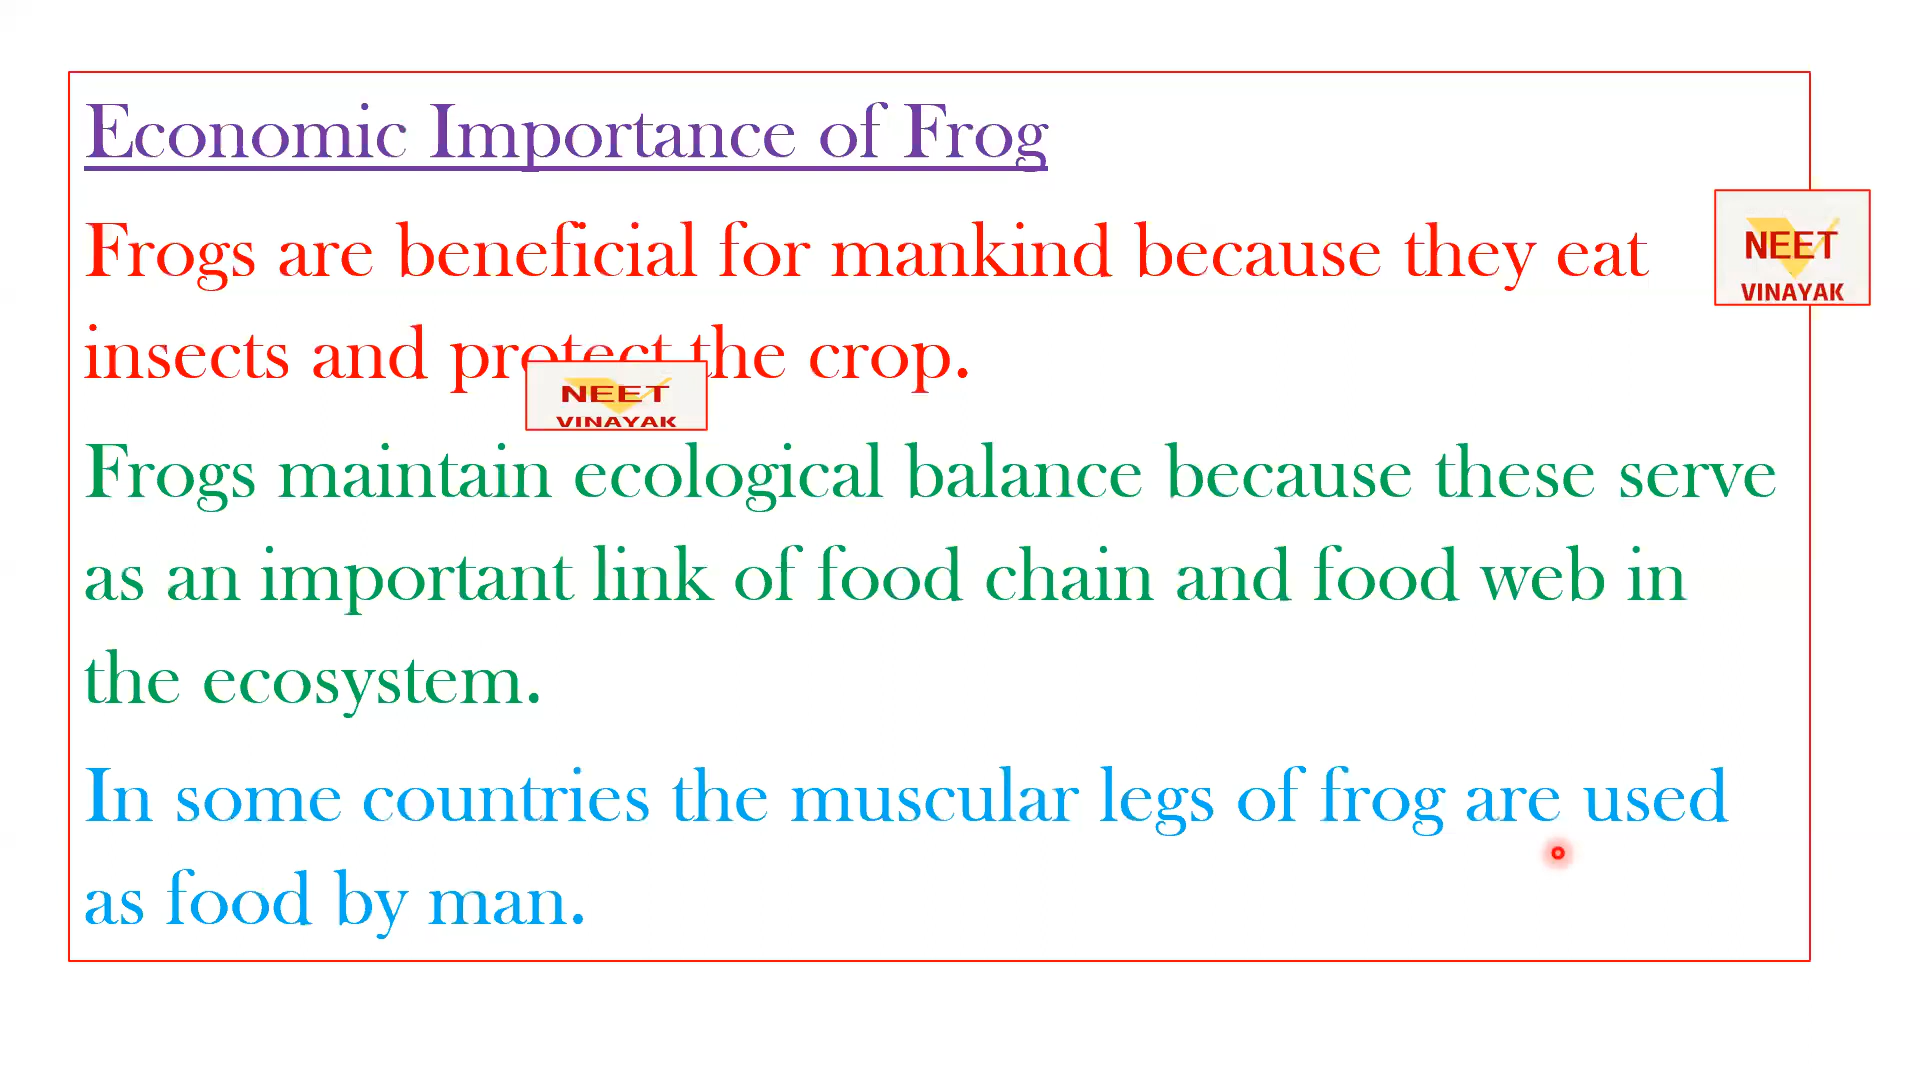 Economic Importance of Frog
Frogs are beneficial for mankind because they eat
NEET
VINAYAK
insects and protect the crop.
NEET
VINAYAK
Frogs maintain ecological balance because these serve
as an important link of food chain and food web in
the ecosystem.
In some countries the muscular legs of frog are used
as food by man.